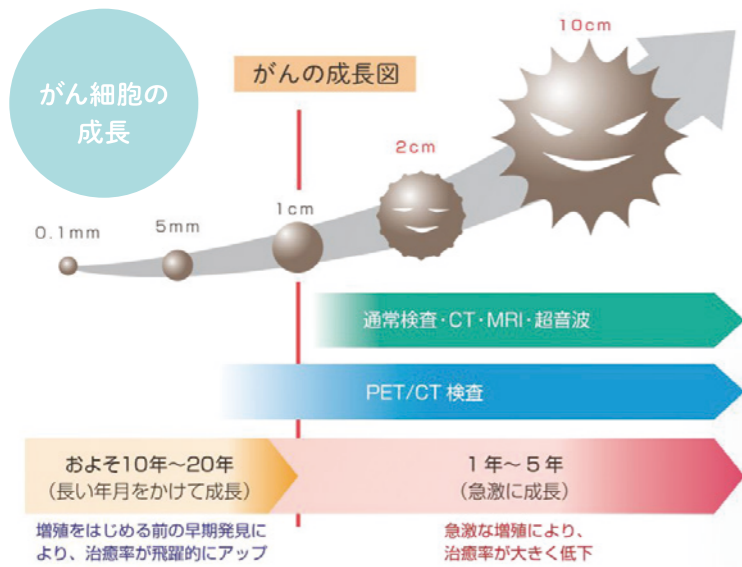 がん細胞の
成長
がんの成長図
0.1mm
5mm
1cm
2cm
10cm
通常検査・CT・MRI・超音波
PET/CT 検査
およそ10年〜20年
(長い年月をかけて成長)
1年〜5年
(急激に成長)
増殖をはじめる前の早期発見に
より、治癒率が飛躍的にアップ
急激な増殖により、
治癒率が大きく低下